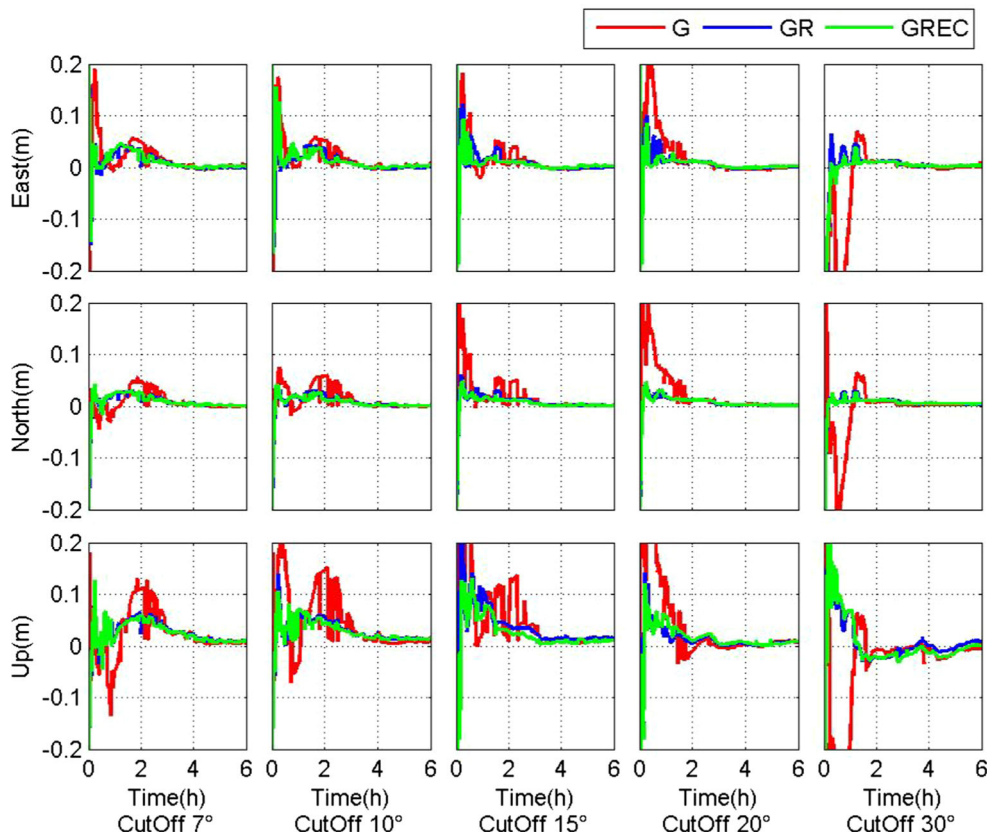 G GR GREC
0.2
0.1
0
-0.1
-0.2
East(m)
0.2
0.1
0
-0.1
-0.2
North(m)
0.2
0.1
0
-0.1
-0.2
Up(m)
0 2 4 6 0 2 4 6 0 2 4 6 0 2 4 6 0 2 4 6
Time(h) Time(h) Time(h) Time(h) Time(h)
CutOff 7° CutOff 10° CutOff 15° CutOff 20° CutOff 30°